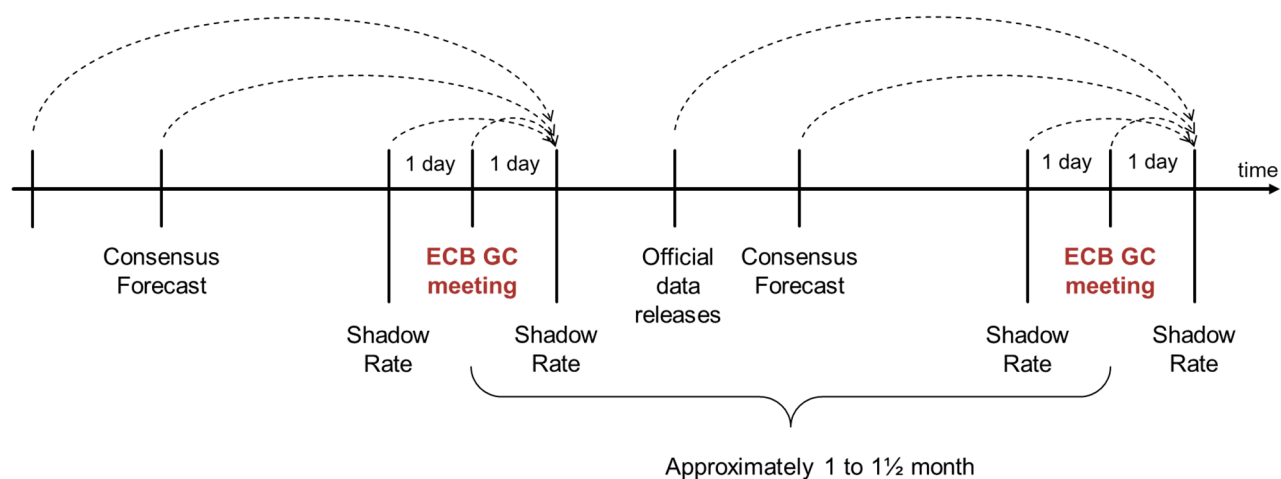 1 day
1 day
1 day
1 day
time
Consensus
Forecast
ECB GC
meeting
Official
data
releases
Consensus
Forecast
ECB GC
meeting
Shadow
Rate
Shadow
Rate
Shadow
Rate
Shadow
Rate
Approximately 1 to 1½ month